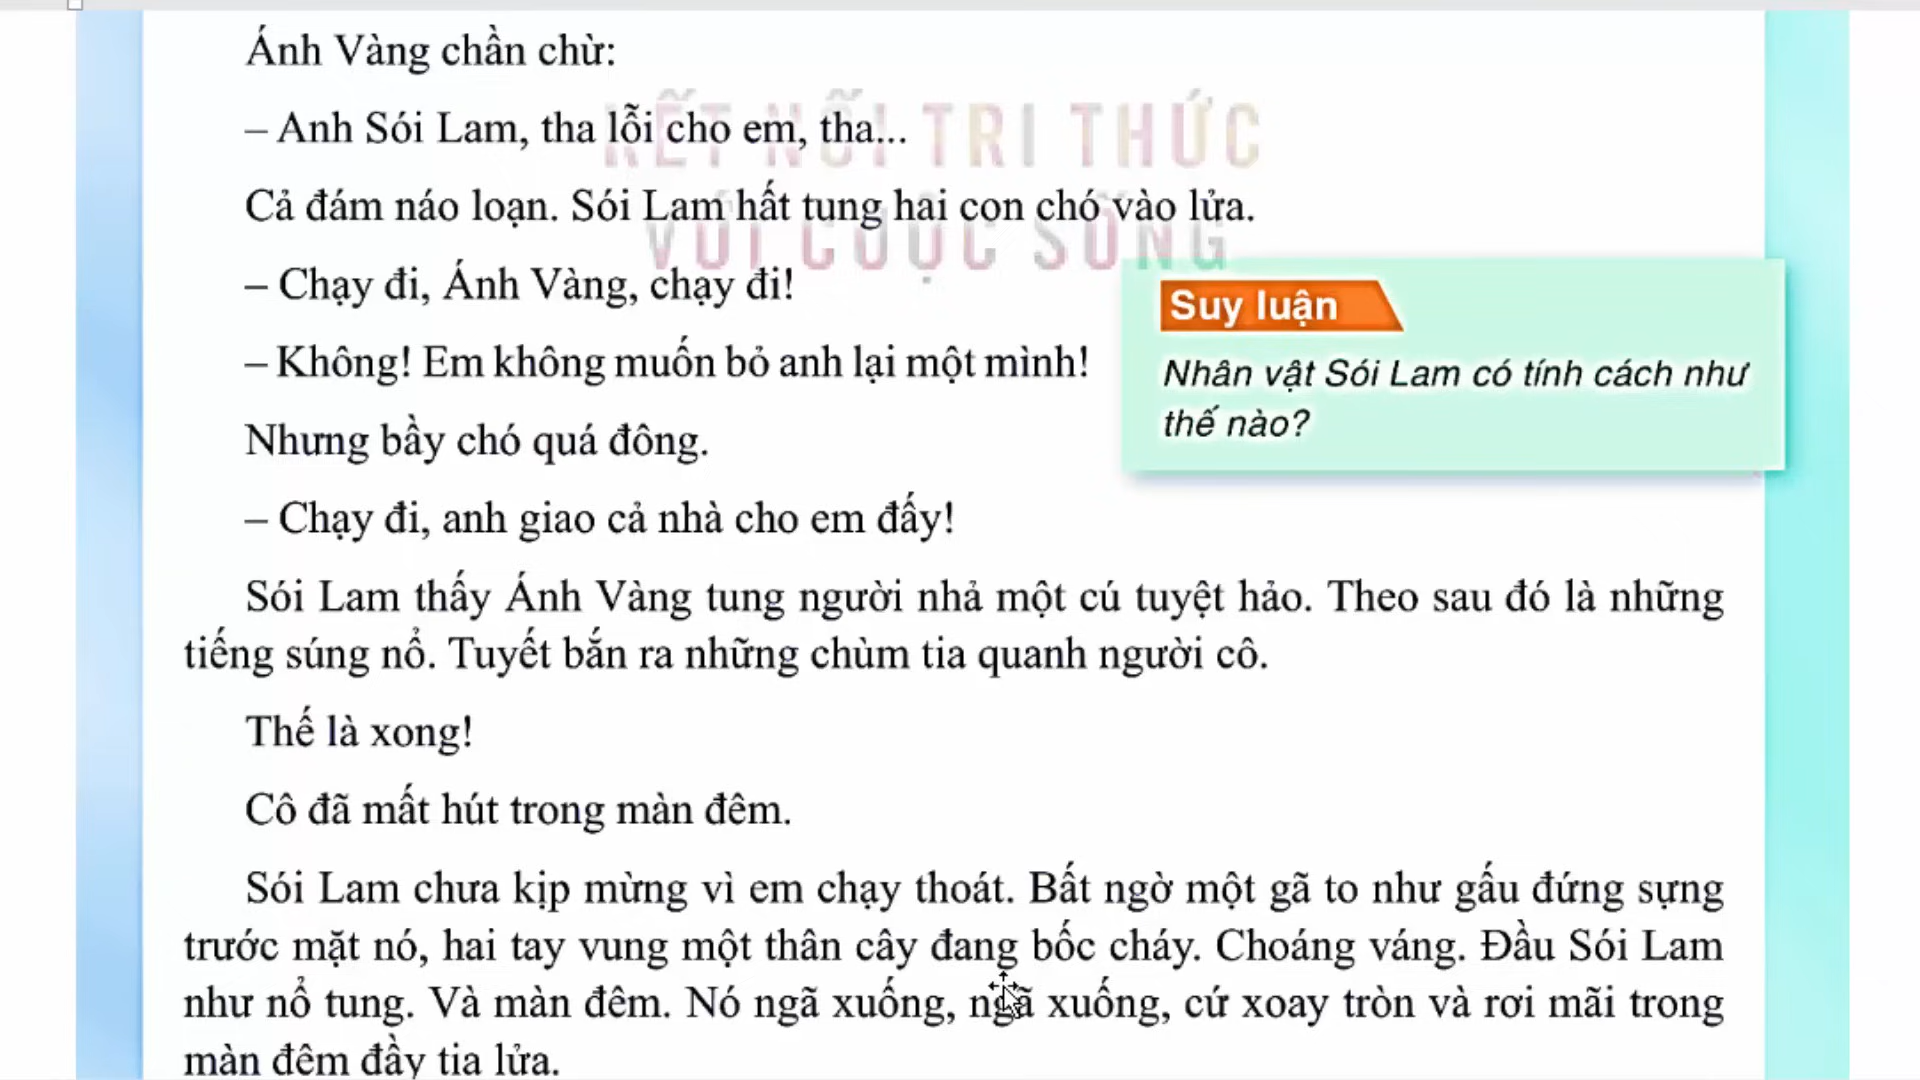 Ánh Vàng chần chừ:
– Anh Sói Lam, tha lỗi cho em, tha...
KẾT NỐI TRI THỨC
Cả đám náo loạn. Sói Lam hất tung hai con chó vào lửa.
VỚI CUỘC SỐNG
– Chạy đi, Ánh Vàng, chạy đi!
– Không! Em không muốn bỏ anh lại một mình!
Suy luận
Nhân vật Sói Lam có tính cách như
thế nào?
Nhưng bầy chó quá đông.
– Chạy đi, anh giao cả nhà cho em đấy!
Sói Lam thấy Ánh Vàng tung người nhả một cú tuyệt hảo. Theo sau đó là những
tiếng súng nổ. Tuyết bắn ra những chùm tia quanh người cô.
Thế là xong!
Cô đã mất hút trong màn đêm.
Sói Lam chưa kịp mừng vì em chạy thoát. Bất ngờ một gã to như gấu đứng sựng
trước mặt nó, hai tay vung một thân cây đang bốc cháy. Choáng váng. Đầu Sói Lam
như nổ tung. Và màn đêm. Nó ngã xuống, ngã xuống, cứ xoay tròn và rơi mãi trong
màn đêm đầy tia lửa.